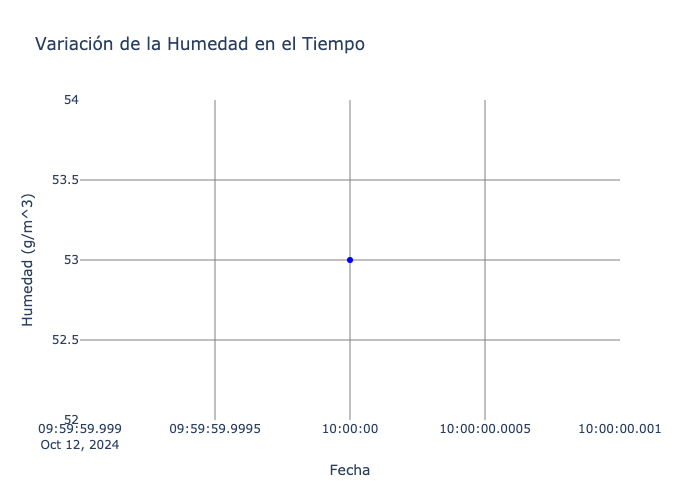 Variación de la Humedad en el Tiempo
54
53.5
53
52.5
52
Humedad (g/m^3)
09:59:59.999
Oct 12, 2024
09:59:59.9995
10:00:00
10:00:00.0005
10:00:00.001
Fecha